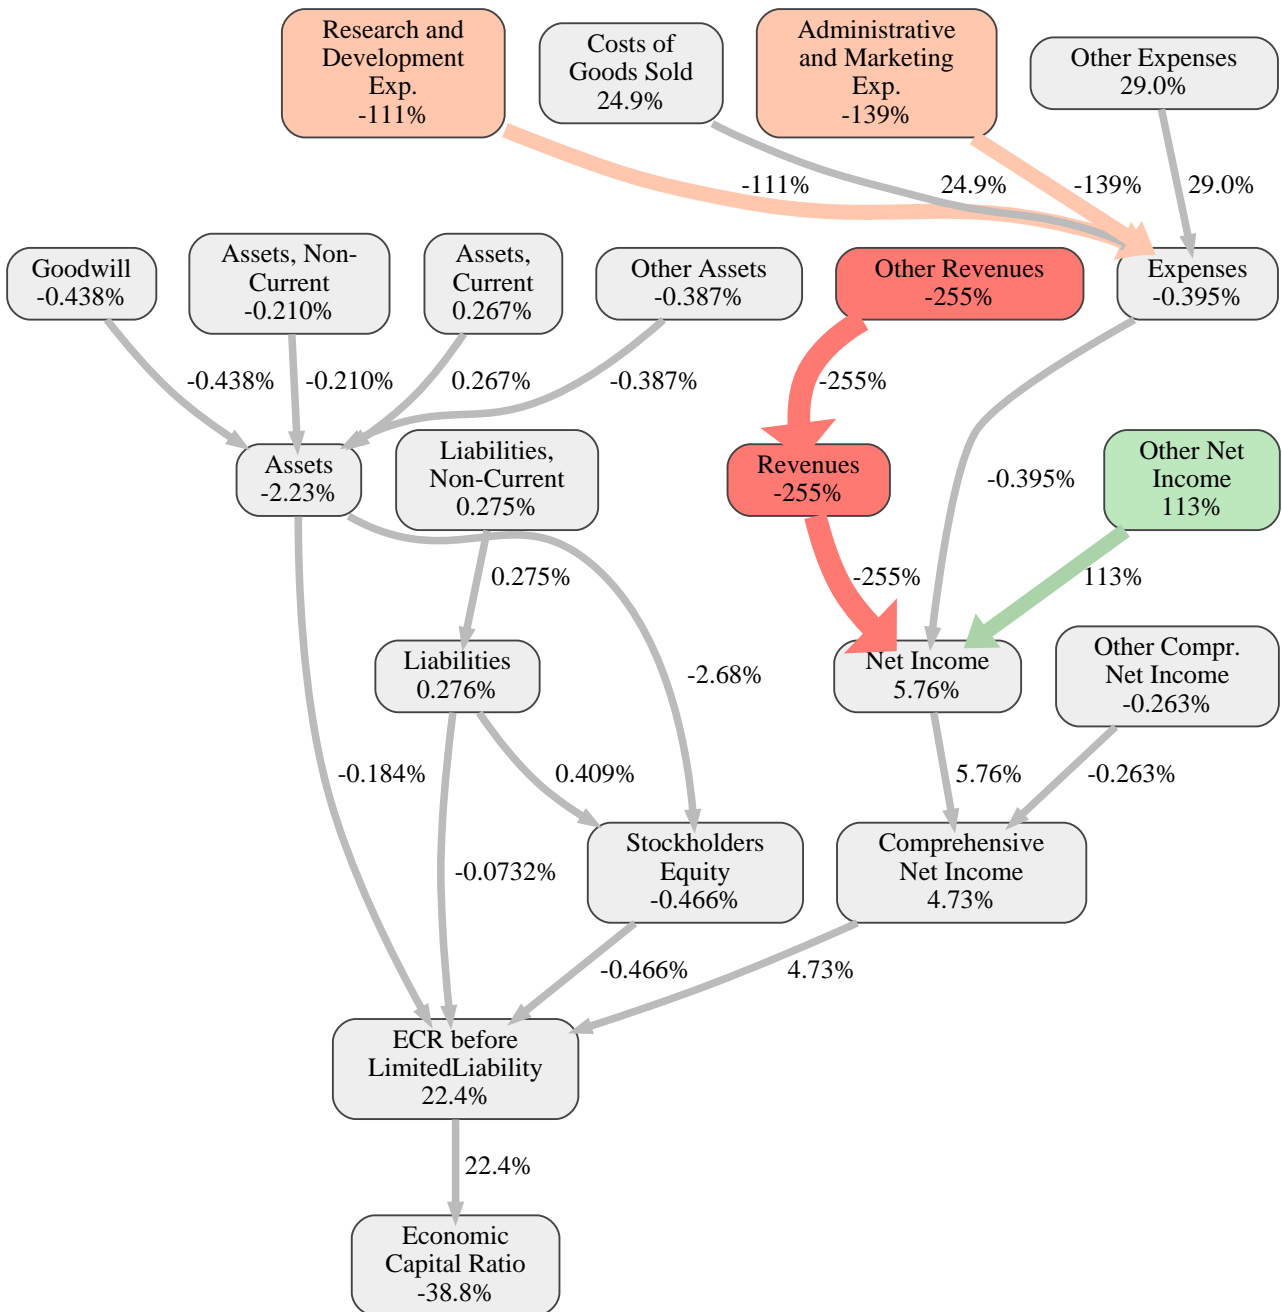 Research and
Development
Exp.
-111%
Costs of
Goods Sold
24.9%
Administrative
and Marketing
Exp.
-139%
Other Expenses
29.0%
-111%
24.9%
-139%
29.0%
Goodwill
-0.438%
Assets, Non-
Current
-0.210%
Assets,
Current
0.267%
Other Assets
-0.387%
Other Revenues
-255%
Expenses
-0.395%
-0.438%
-0.210%
0.267%
-0.387%
-255%
Assets
-2.23%
Liabilities,
Non-Current
0.275%
Revenues
-255%
-0.395%
Other Net
Income
113%
0.275%
-255%
113%
Liabilities
0.276%
-2.68%
Net Income
5.76%
Other Compr.
Net Income
-0.263%
-0.184%
0.409%
5.76%
-0.263%
-0.0732%
Stockholders
Equity
-0.466%
Comprehensive
Net Income
4.73%
-0.466%
4.73%
ECR before
LimitedLiability
22.4%
22.4%
Economic
Capital Ratio
-38.8%